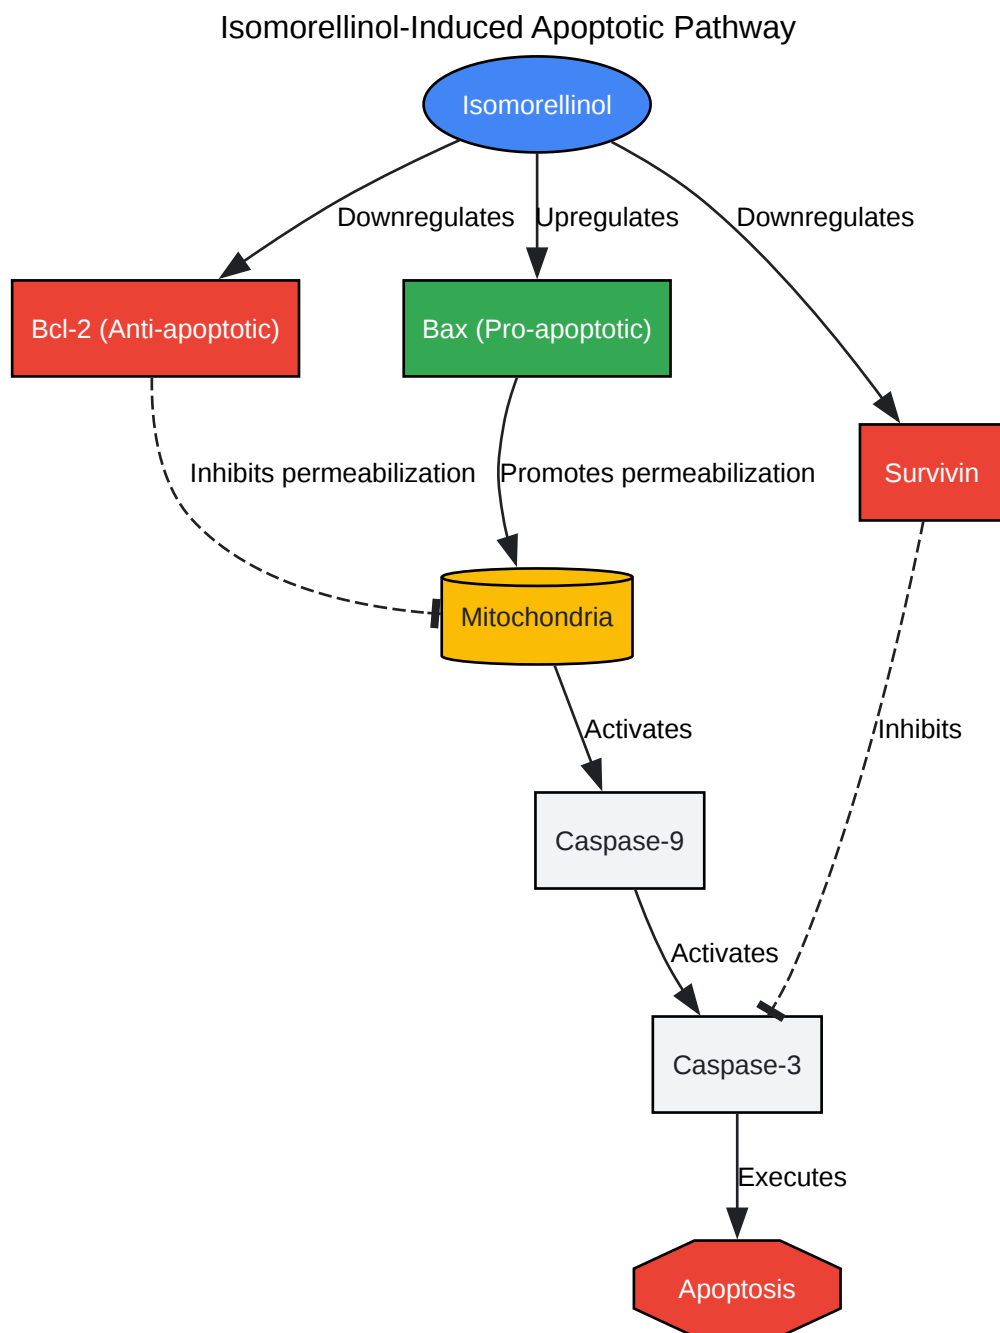 Isomorellinol-Induced Apoptotic Pathway
Isomorellinol
Downregulates
Upregulates
Downregulates
Bcl-2 (Anti-apoptotic)
Bax (Pro-apoptotic)
Inhibits permeabilization
Promotes permeabilization
Survivin
Mitochondria
Activates
Inhibits
Caspase-9
Activates
Caspase-3
Executes
Apoptosis